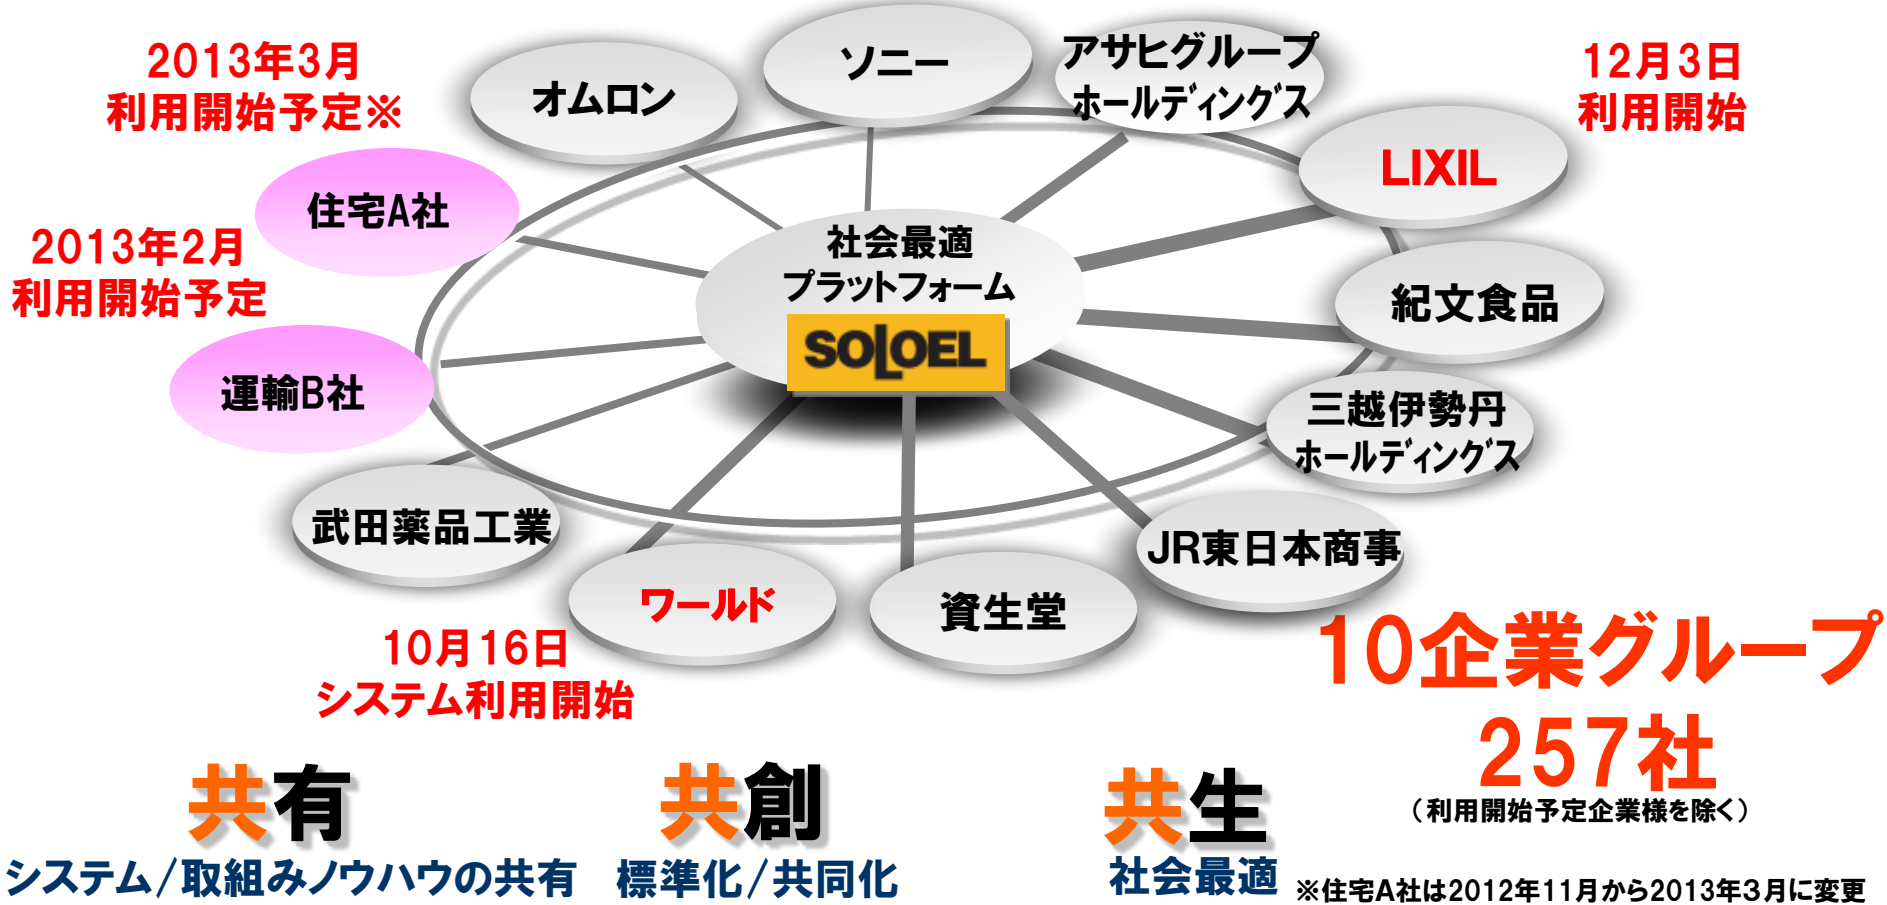 2013年3月
利用開始予定※
オムロン
ソニー
アサヒグループ
ホールディングス
12月3日
利用開始
LIXIL
住宅A社
2013年2月
利用開始予定
社会最適
プラットフォーム
SOLOEL
紀文食品
運輸B社
三越伊勢丹
ホールディングス
武田薬品工業
JR東日本商事
ワールド
資生堂
10月16日
システム利用開始
10企業グループ
257社
（利用開始予定企業様を除く）
共有
システム/取組みノウハウの共有
共創
標準化/共同化
共生
社会最適
※住宅A社は2012年11月から2013年3月に変更